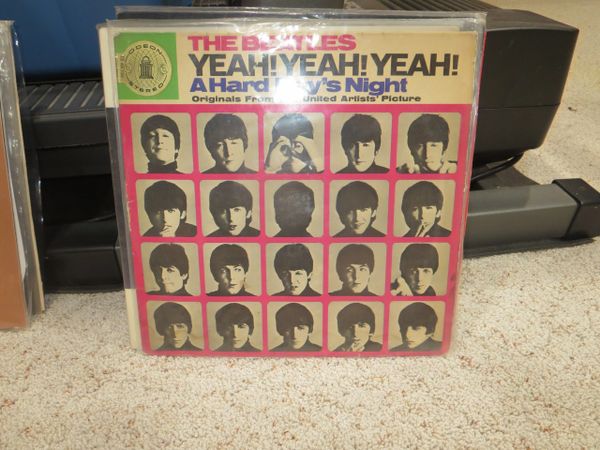 ODEON
STEREO
THE BEATLES
YEAH! YEAH! YEAH!
A Hard Day's Night
Originals From United Artists' Picture